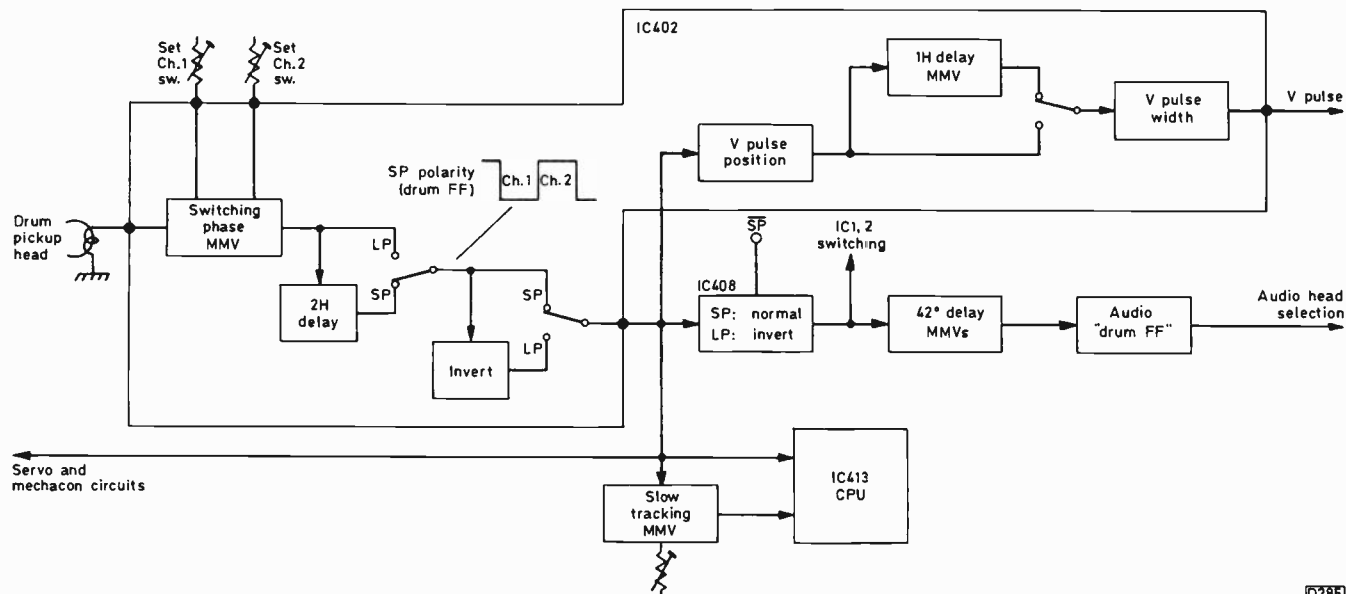 IC402
Set
Ch.1
sw.
Set
Ch.2
sw.
1H delay
MMV
V pulse
width
V pulse
V pulse
position
SP polarity
(drum FF)
Ch.1
Ch.2
Drum
pickup
head
Switching
phase
MMV
LP
SP
2H
delay
SP
LP
Invert
SP
IC408
SP: normal
LP: invert
IC1, 2
switching
42° delay
MMVs
Audio
"drum FF"
Audio head
selection
Servo and
mechacon circuits
Slow
tracking
MMV
IC413
CPU